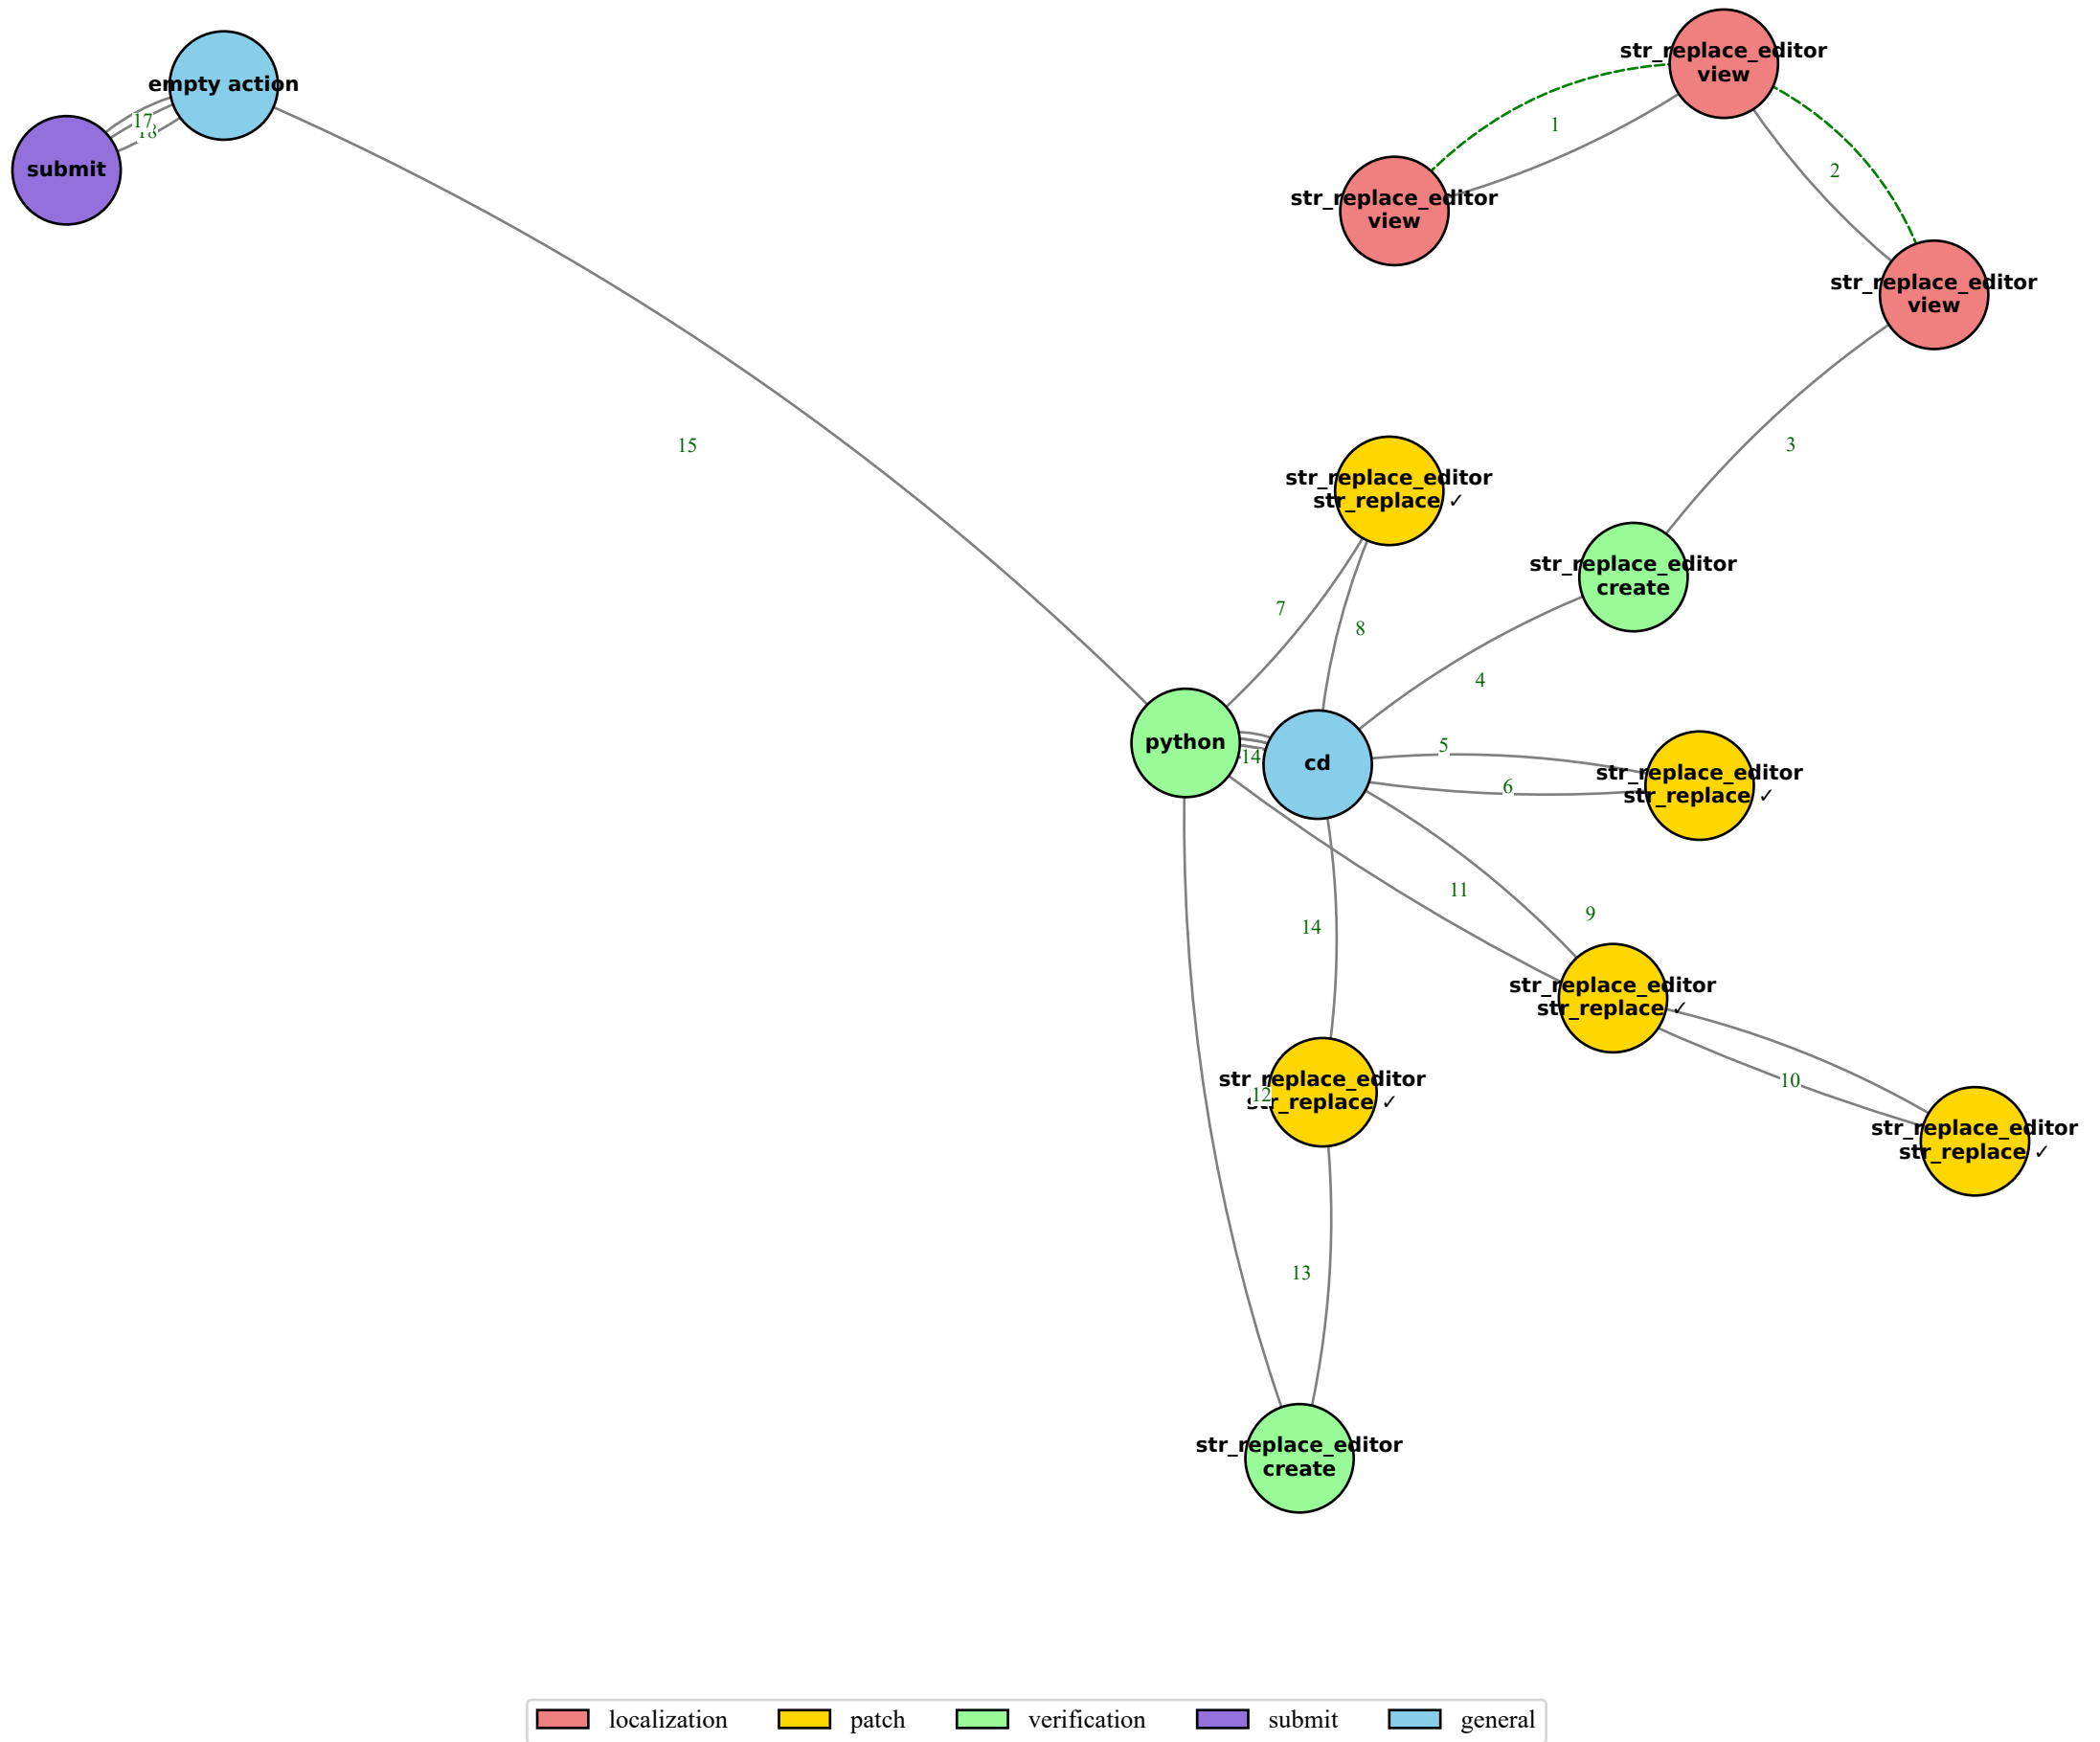 str_replace_editor
view
empty action
1
17
submit
2
str_replace_editor
view
str_replace_editor
view
15
3
str_replace_editor
str_replace ✓
str_replace_editor
create
7
8
4
python
14
cd
5
str_replace_editor
str_replace ✓
6
11
9
14
str_replace_editor
str_replace ✓
str_replace_editor
str_replace ✓
12
10
str_replace_editor
str_replace ✓
13
str_replace_editor
create
localization
patch
verification
submit
general